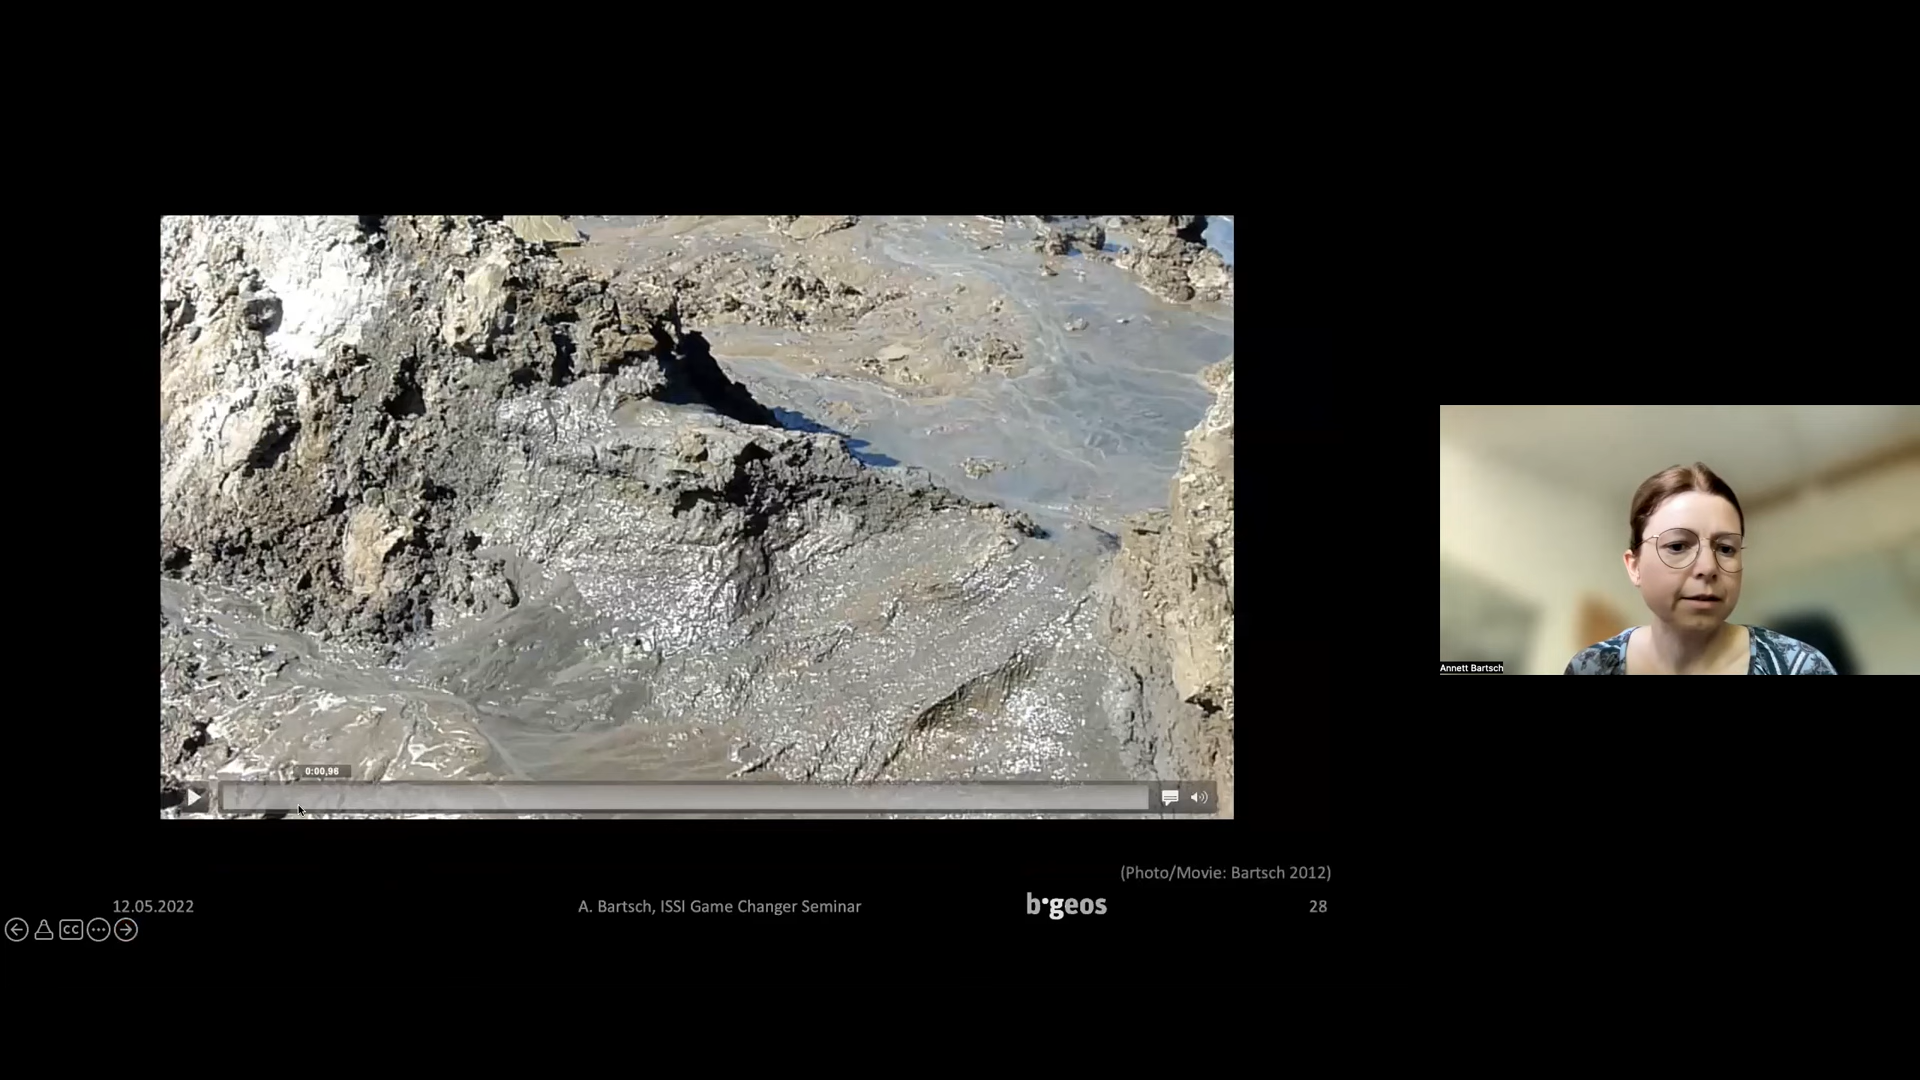 Annett Bartsch
0:00,96
(Photo/Movie: Bartsch 2012)
12.05.2022
A. Bartsch, ISSI Game Changer Seminar
b·geos
28
CC